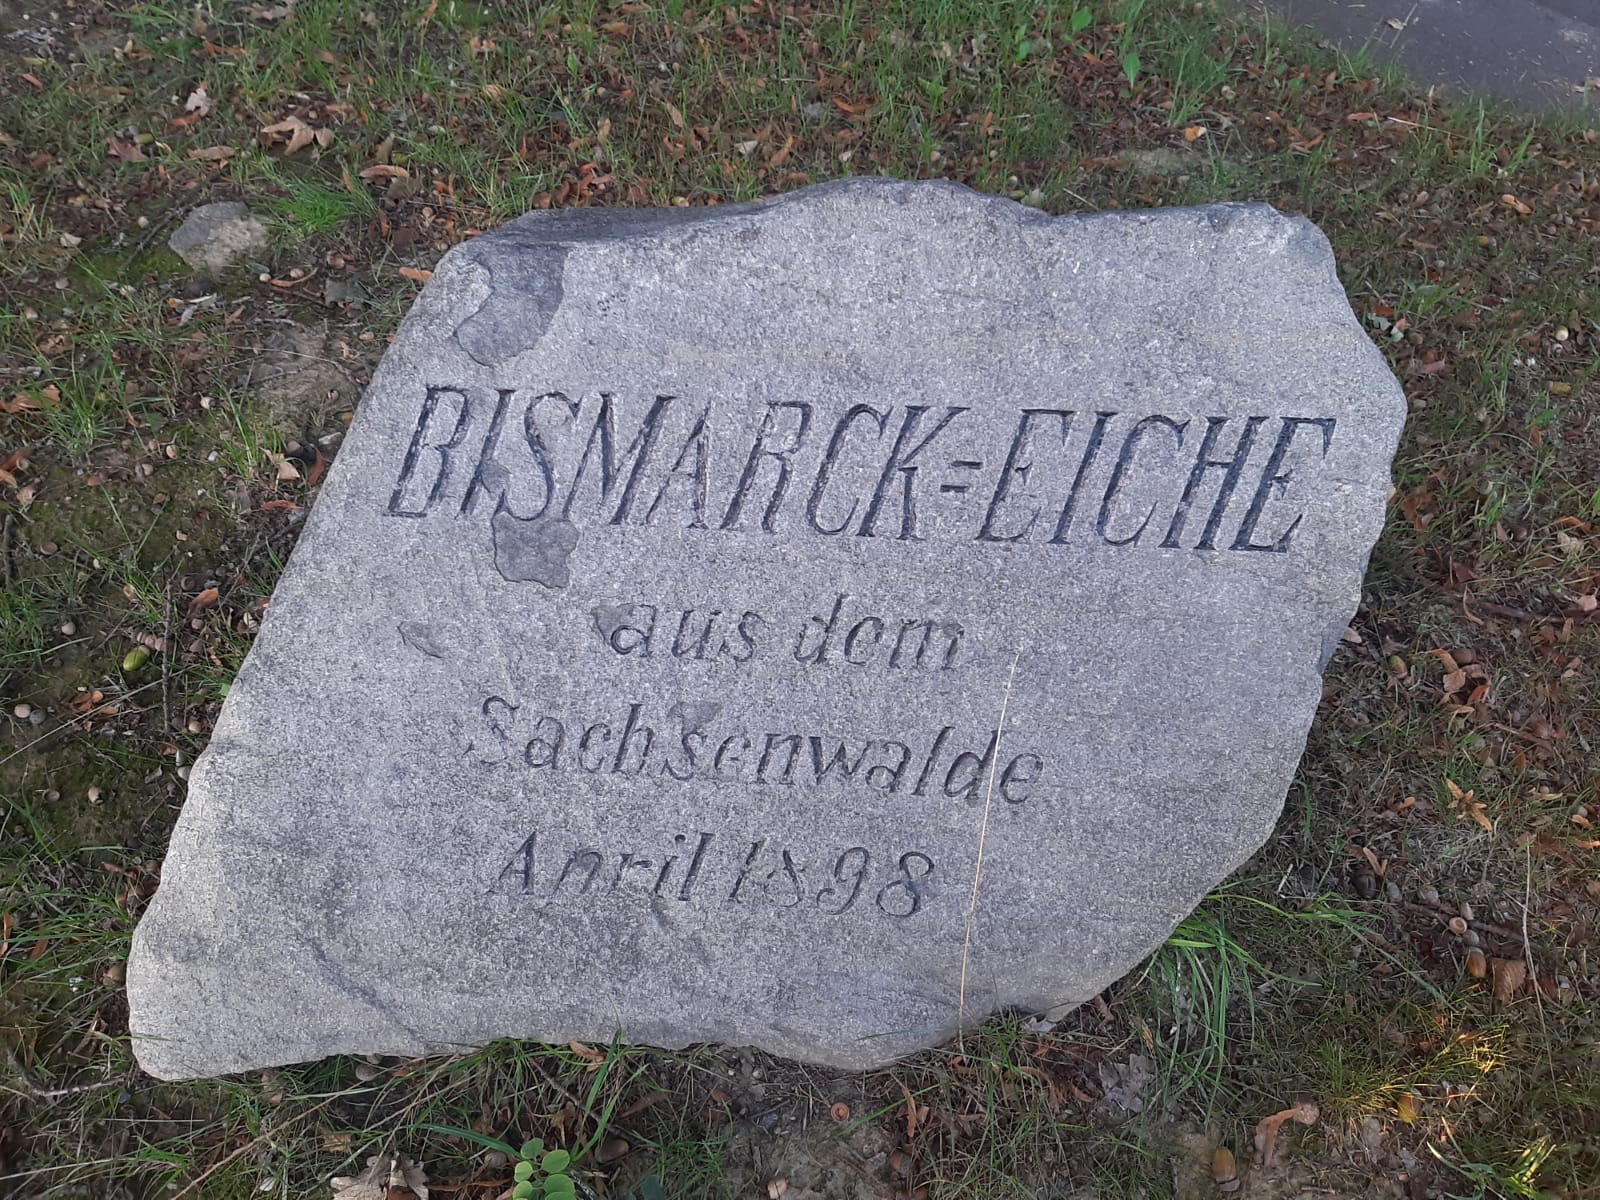 BISMARCK=EICHE
aus dem
Sachsenwalde
April 1898